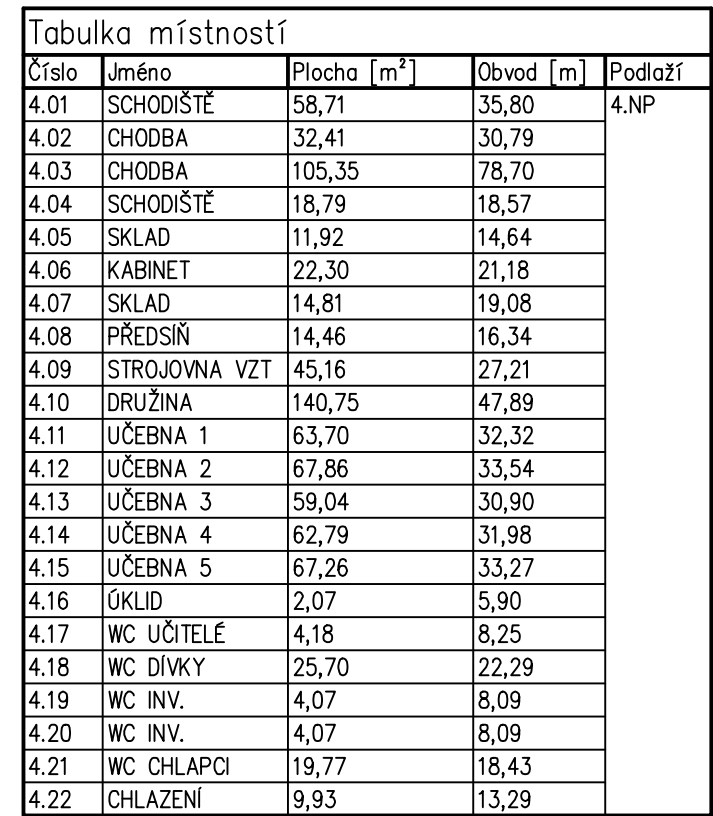 Tabulka místností
Číslo Jméno Plocha [m²] Obvod [m] Podlaží
4.01 SCHODIŠTĚ 58,71 35,80 4.NP
4.02 CHODBA 32,41 30,79
4.03 CHODBA 105,35 78,70
4.04 SCHODIŠTĚ 18,79 18,57
4.05 SKLAD 11,92 14,64
4.06 KABINET 22,30 21,18
4.07 SKLAD 14,81 19,08
4.08 PŘEDSÍŇ 14,46 16,34
4.09 STROJOVNA VZT 45,16 27,21
4.10 DRUŽINA 140,75 47,89
4.11 UČEBNA 1 63,70 32,32
4.12 UČEBNA 2 67,86 33,54
4.13 UČEBNA 3 59,04 30,90
4.14 UČEBNA 4 62,79 31,98
4.15 UČEBNA 5 67,26 33,27
4.16 ÚKLID 2,07 5,90
4.17 WC UČITELÉ 4,18 8,25
4.18 WC DÍVKY 25,70 22,29
4.19 WC INV. 4,07 8,09
4.20 WC INV. 4,07 8,09
4.21 WC CHLAPCI 19,77 18,43
4.22 CHLAZENÍ 9,93 13,29